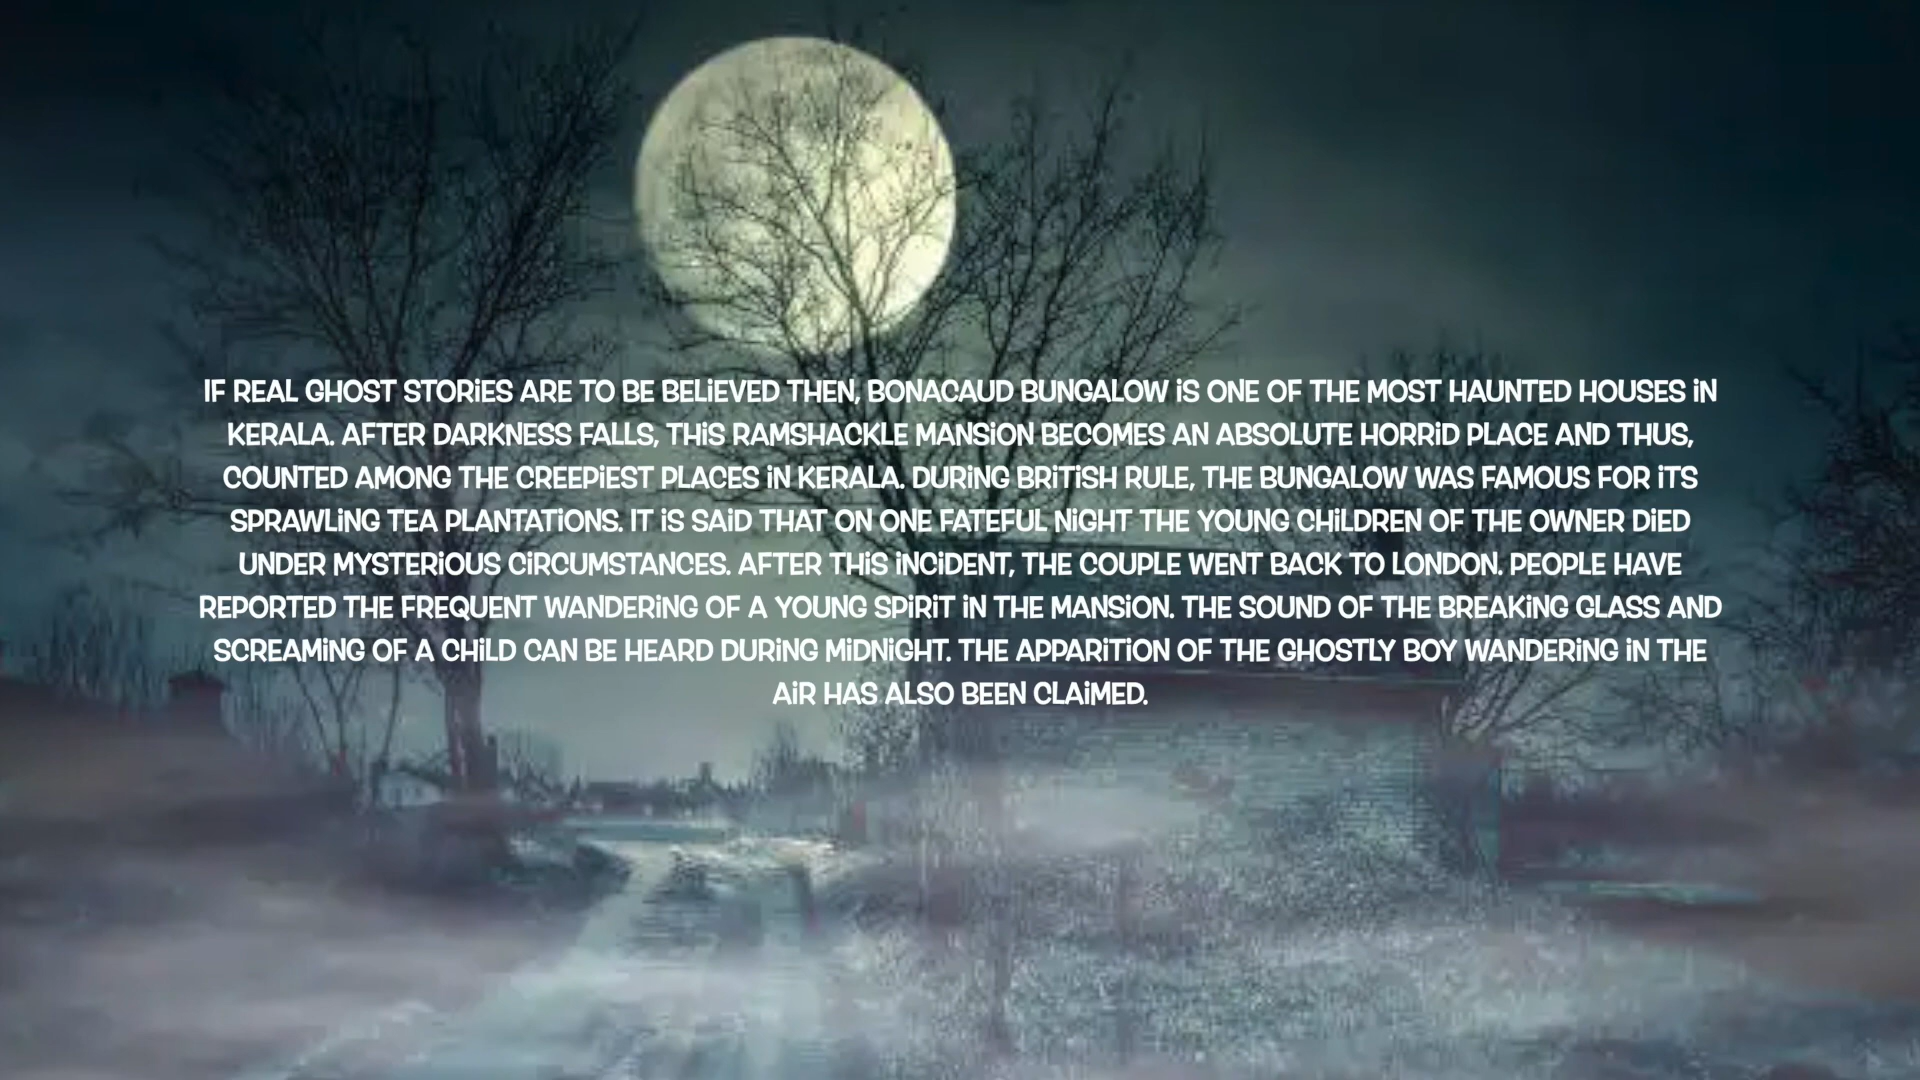 IF REAL GHOST STORiES ARE TO BE BELiEVED THEN, BONACAUD BUNGALOW iS ONE OF THE MOST HAUNTED HOUSES iN
KERALA. AFTER DARKNESS FALLS, THiS RAMSHACKLE MANSiON BECOMES AN ABSOLUTE HORRiD PLACE AND THUS,
COUNTED AMONG THE CREEPiEST PLACES iN KERALA. DURiNG BRiTiSH RULE, THE BUNGALOW WAS FAMOUS FOR iTS
SPRAWLiNG TEA PLANTATiONS. IT iS SAiD THAT ON ONE FATEFUL NiGHT THE YOUNG CHiLDREN OF THE OWNER DiED
UNDER MYSTERiOUS CiRCUMSTANCES. AFTER THiS iNCiDENT, THE COUPLE WENT BACK TO LONDON. PEOPLE HAVE
REPORTED THE FREQUENT WANDERiNG OF A YOUNG SPiRiT iN THE MANSiON. THE SOUND OF THE BREAKiNG GLASS AND
SCREAMiNG OF A CHiLD CAN BE HEARD DURiNG MiDNiGHT. THE APPARiTiON OF THE GHOSTLY BOY WANDERiNG iN THE
AiR HAS ALSO BEEN CLAiMED.